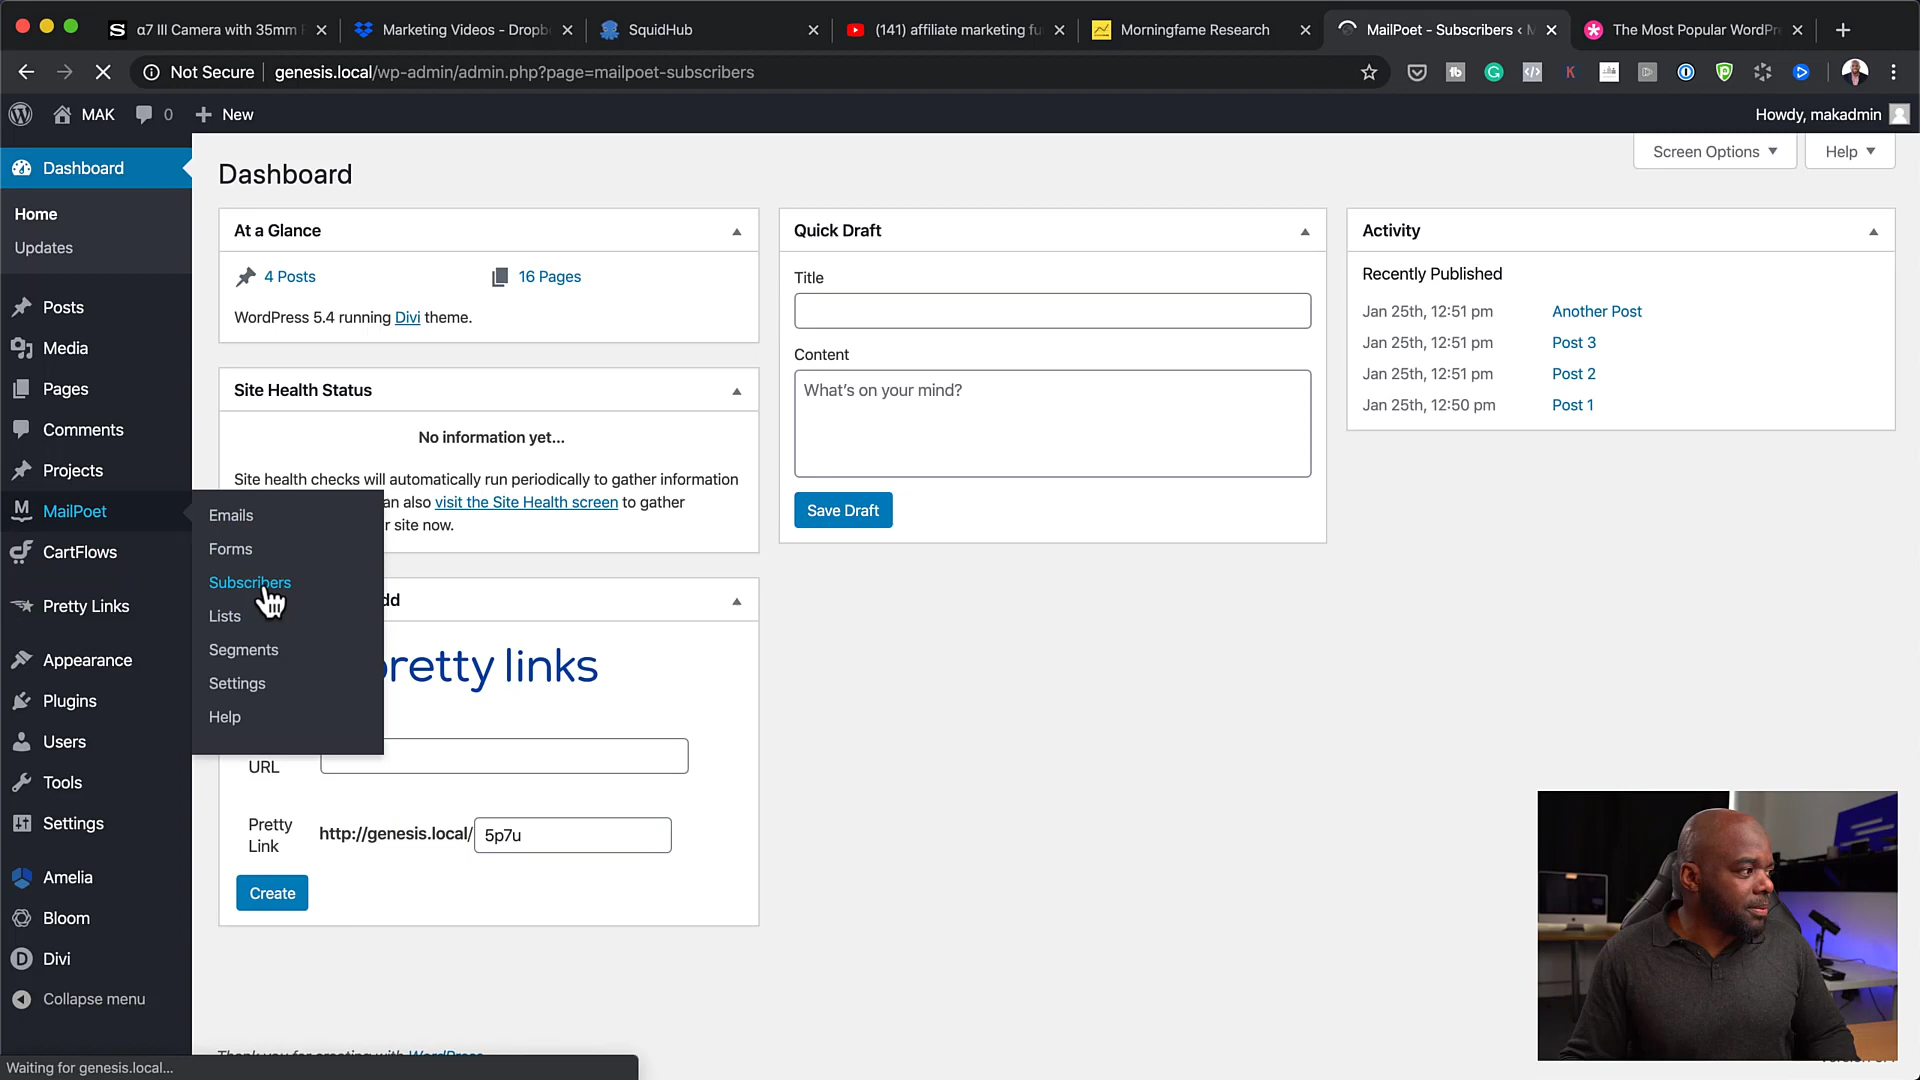 α7 III Camera with 35mm
Marketing Videos - Dropb
SquidHub
(141) affiliate marketing fu
Morningfame Research
MailPoet - Subscribers ‹
The Most Popular WordPr
Not Secure
genesis.local/wp-admin/admin.php?page=mailpoet-subscribers
MAK
0
New
Howdy, makadmin
Dashboard
Home
Updates
Posts
Media
Pages
Comments
Projects
MailPoet
CartFlows
Pretty Links
Appearance
Plugins
Users
Tools
Settings
Amelia
Bloom
Divi
Collapse menu
Emails
Forms
Subscribers
Lists
Segments
Settings
Help
Dashboard
Screen Options
Help
At a Glance
4 Posts
16 Pages
WordPress 5.4 running Divi theme.
Site Health Status
No information yet...
Site health checks will automatically run periodically to gather information
an also visit the Site Health screen to gather
r site now.
dd
pretty links
URL
Pretty
Link
http://genesis.local/
5p7u
Create
Quick Draft
Title
Content
What's on your mind?
Save Draft
Activity
Recently Published
Jan 25th, 12:51 pm Another Post
Jan 25th, 12:51 pm Post 3
Jan 25th, 12:51 pm Post 2
Jan 25th, 12:50 pm Post 1
Thank you for creating with WordPress
Waiting for genesis.local...